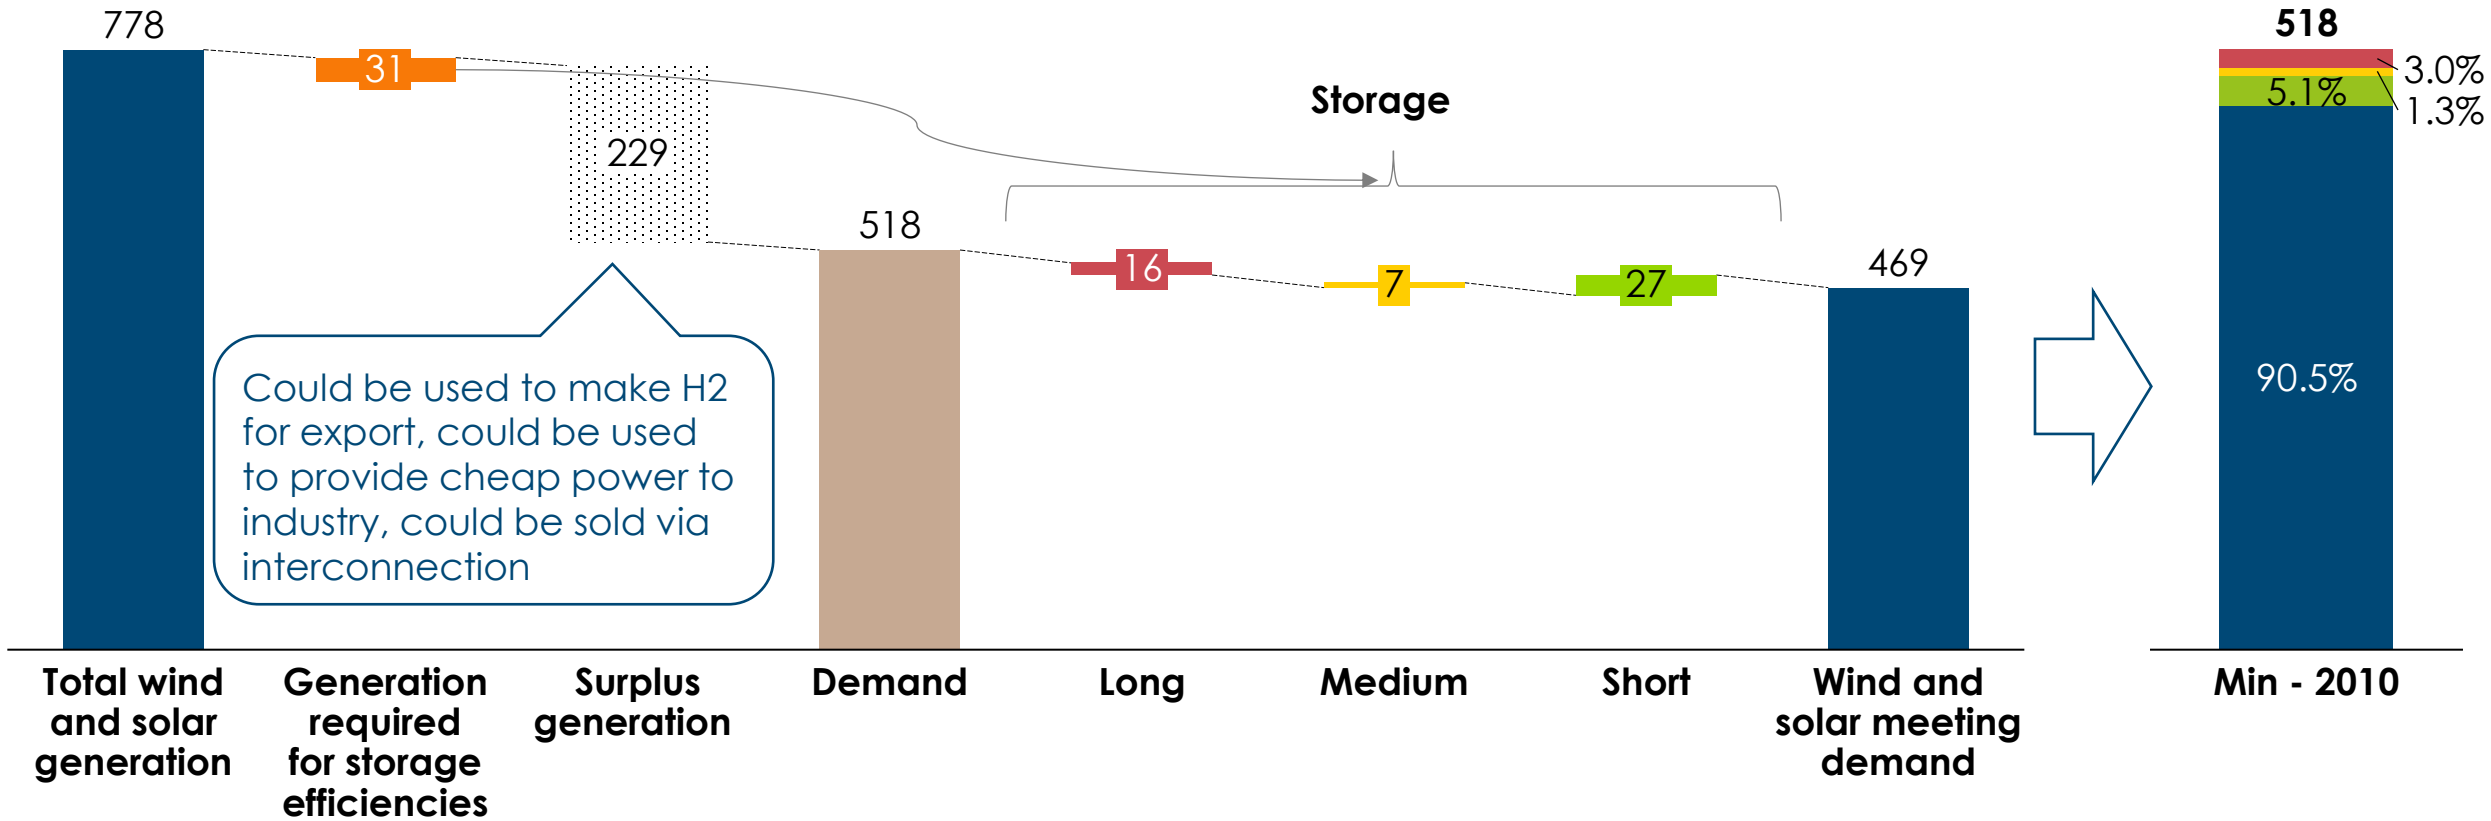 778
31
229
518
Storage
16
7
27
469
518
3.0%
5.1%
1.3%
90.5%
Could be used to make H2
for export, could be used
to provide cheap power to
industry, could be sold via
interconnection
Total wind
and solar
generation
Generation
required
for storage
efficiencies
Surplus
generation
Demand
Long
Medium
Short
Wind and
solar meeting
demand
Min - 2010